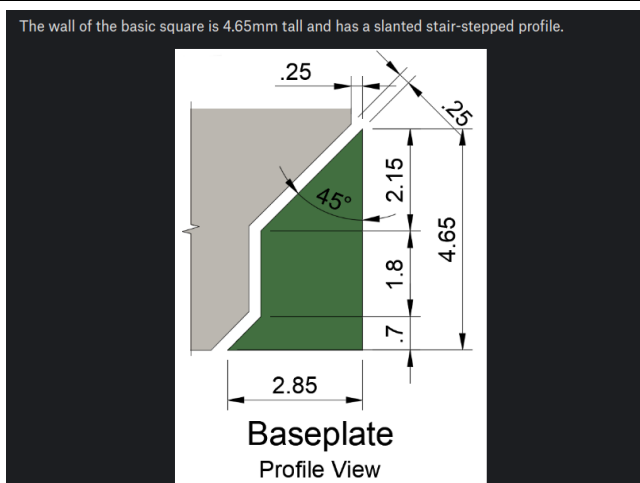 The wall of the basic square is 4.65mm tall and has a slanted stair-stepped profile.
.25
.25
45°
2.15
4.65
1.8
.7
2.85
Baseplate
Profile View